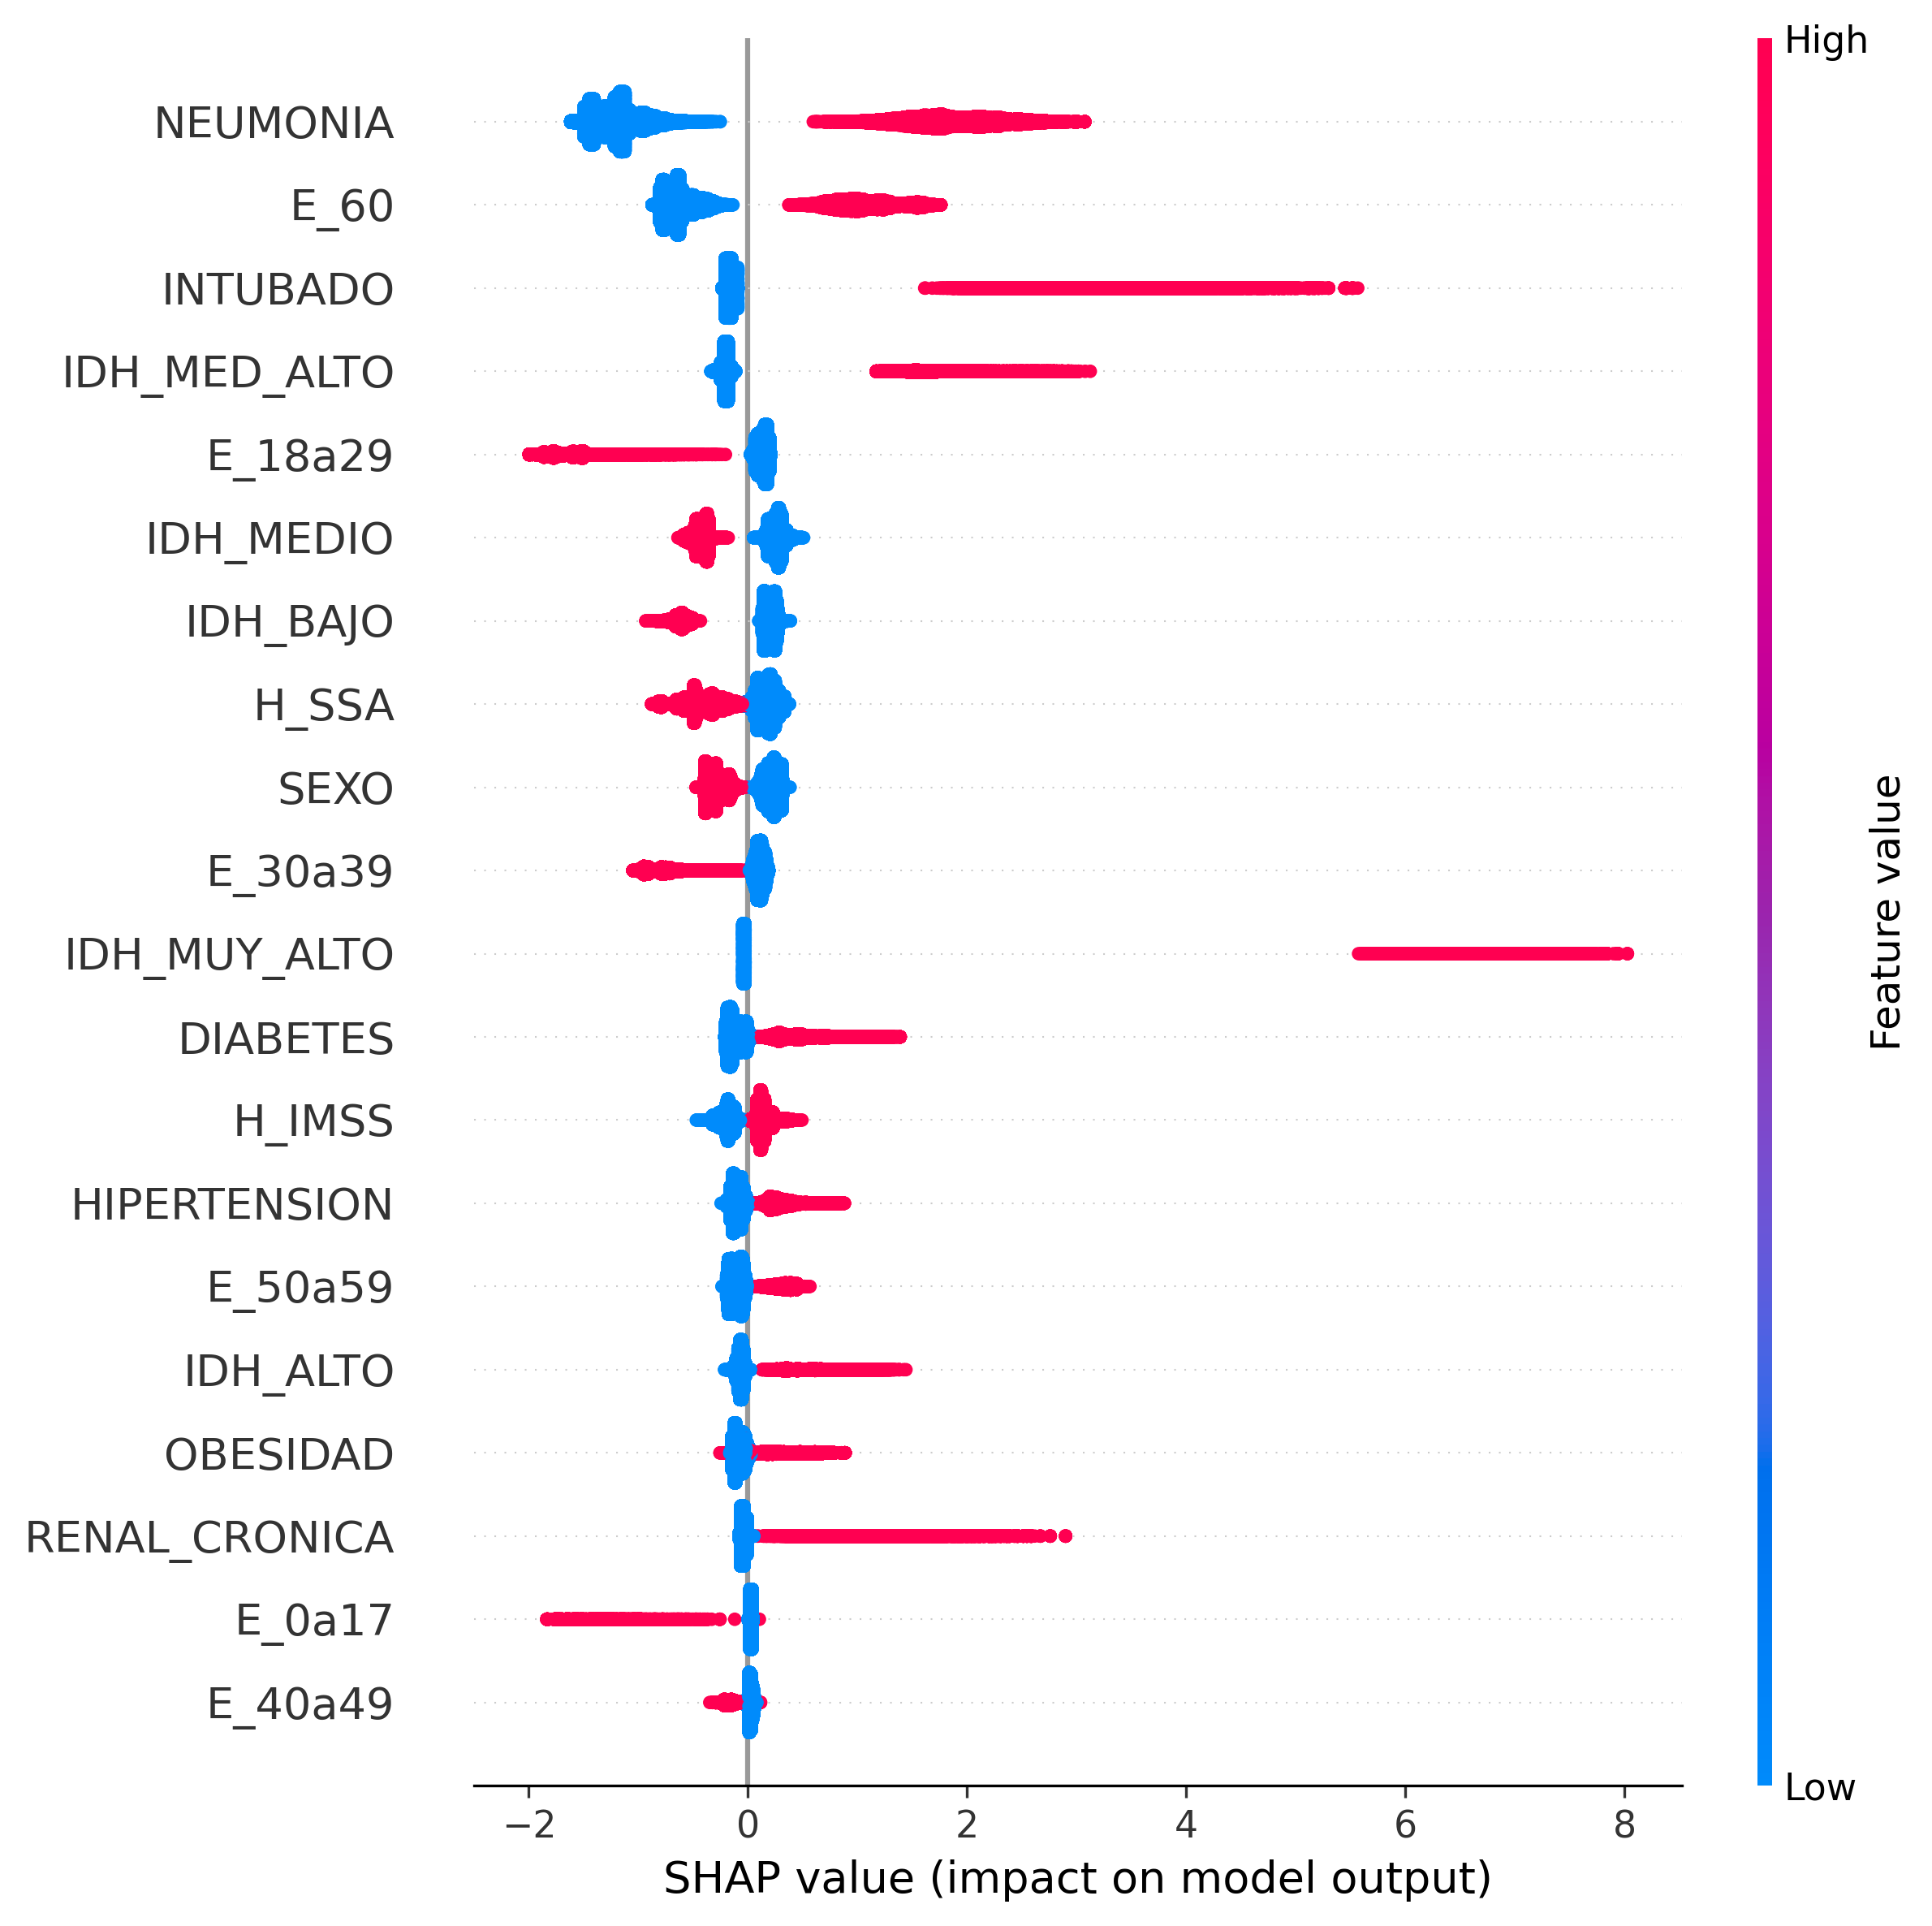 High
NEUMONIA
E_60
INTUBADO
IDH_MED_ALTO
E_18a29
IDH_MEDIO
IDH_BAJO
H_SSA
SEXO
E_30a39
IDH_MUY_ALTO
DIABETES
H_IMSS
HIPERTENSION
E_50a59
IDH_ALTO
OBESIDAD
RENAL_CRONICA
E_0a17
E_40a49
Feature value
Low
−2 0 2 4 6 8
SHAP value (impact on model output)